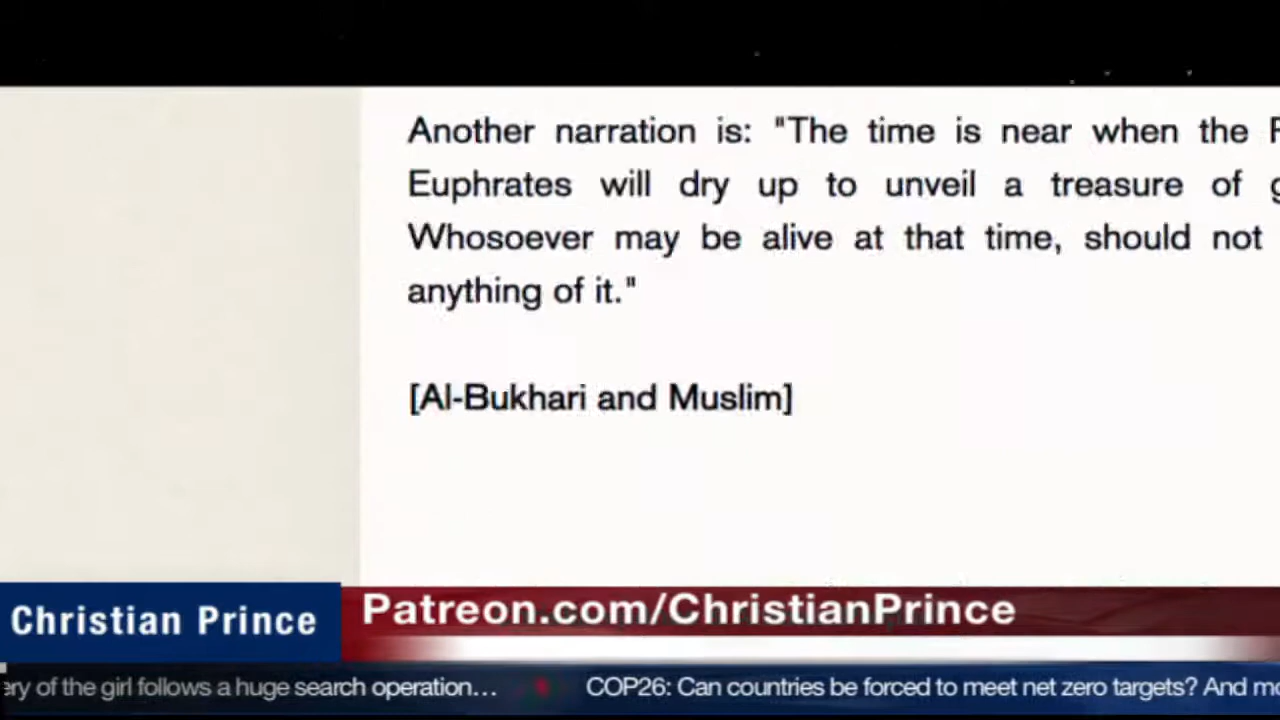 Another narration is: "The time is near when the
Euphrates will dry up to unveil a treasure of
Whosoever may be alive at that time, should not
anything of it."
[Al-Bukhari and Muslim]
Christian Prince
Patreon.com/ChristianPrince
ery of the girl follows a huge search operation...
COP26: Can countries be forced to meet net zero targets? And mo